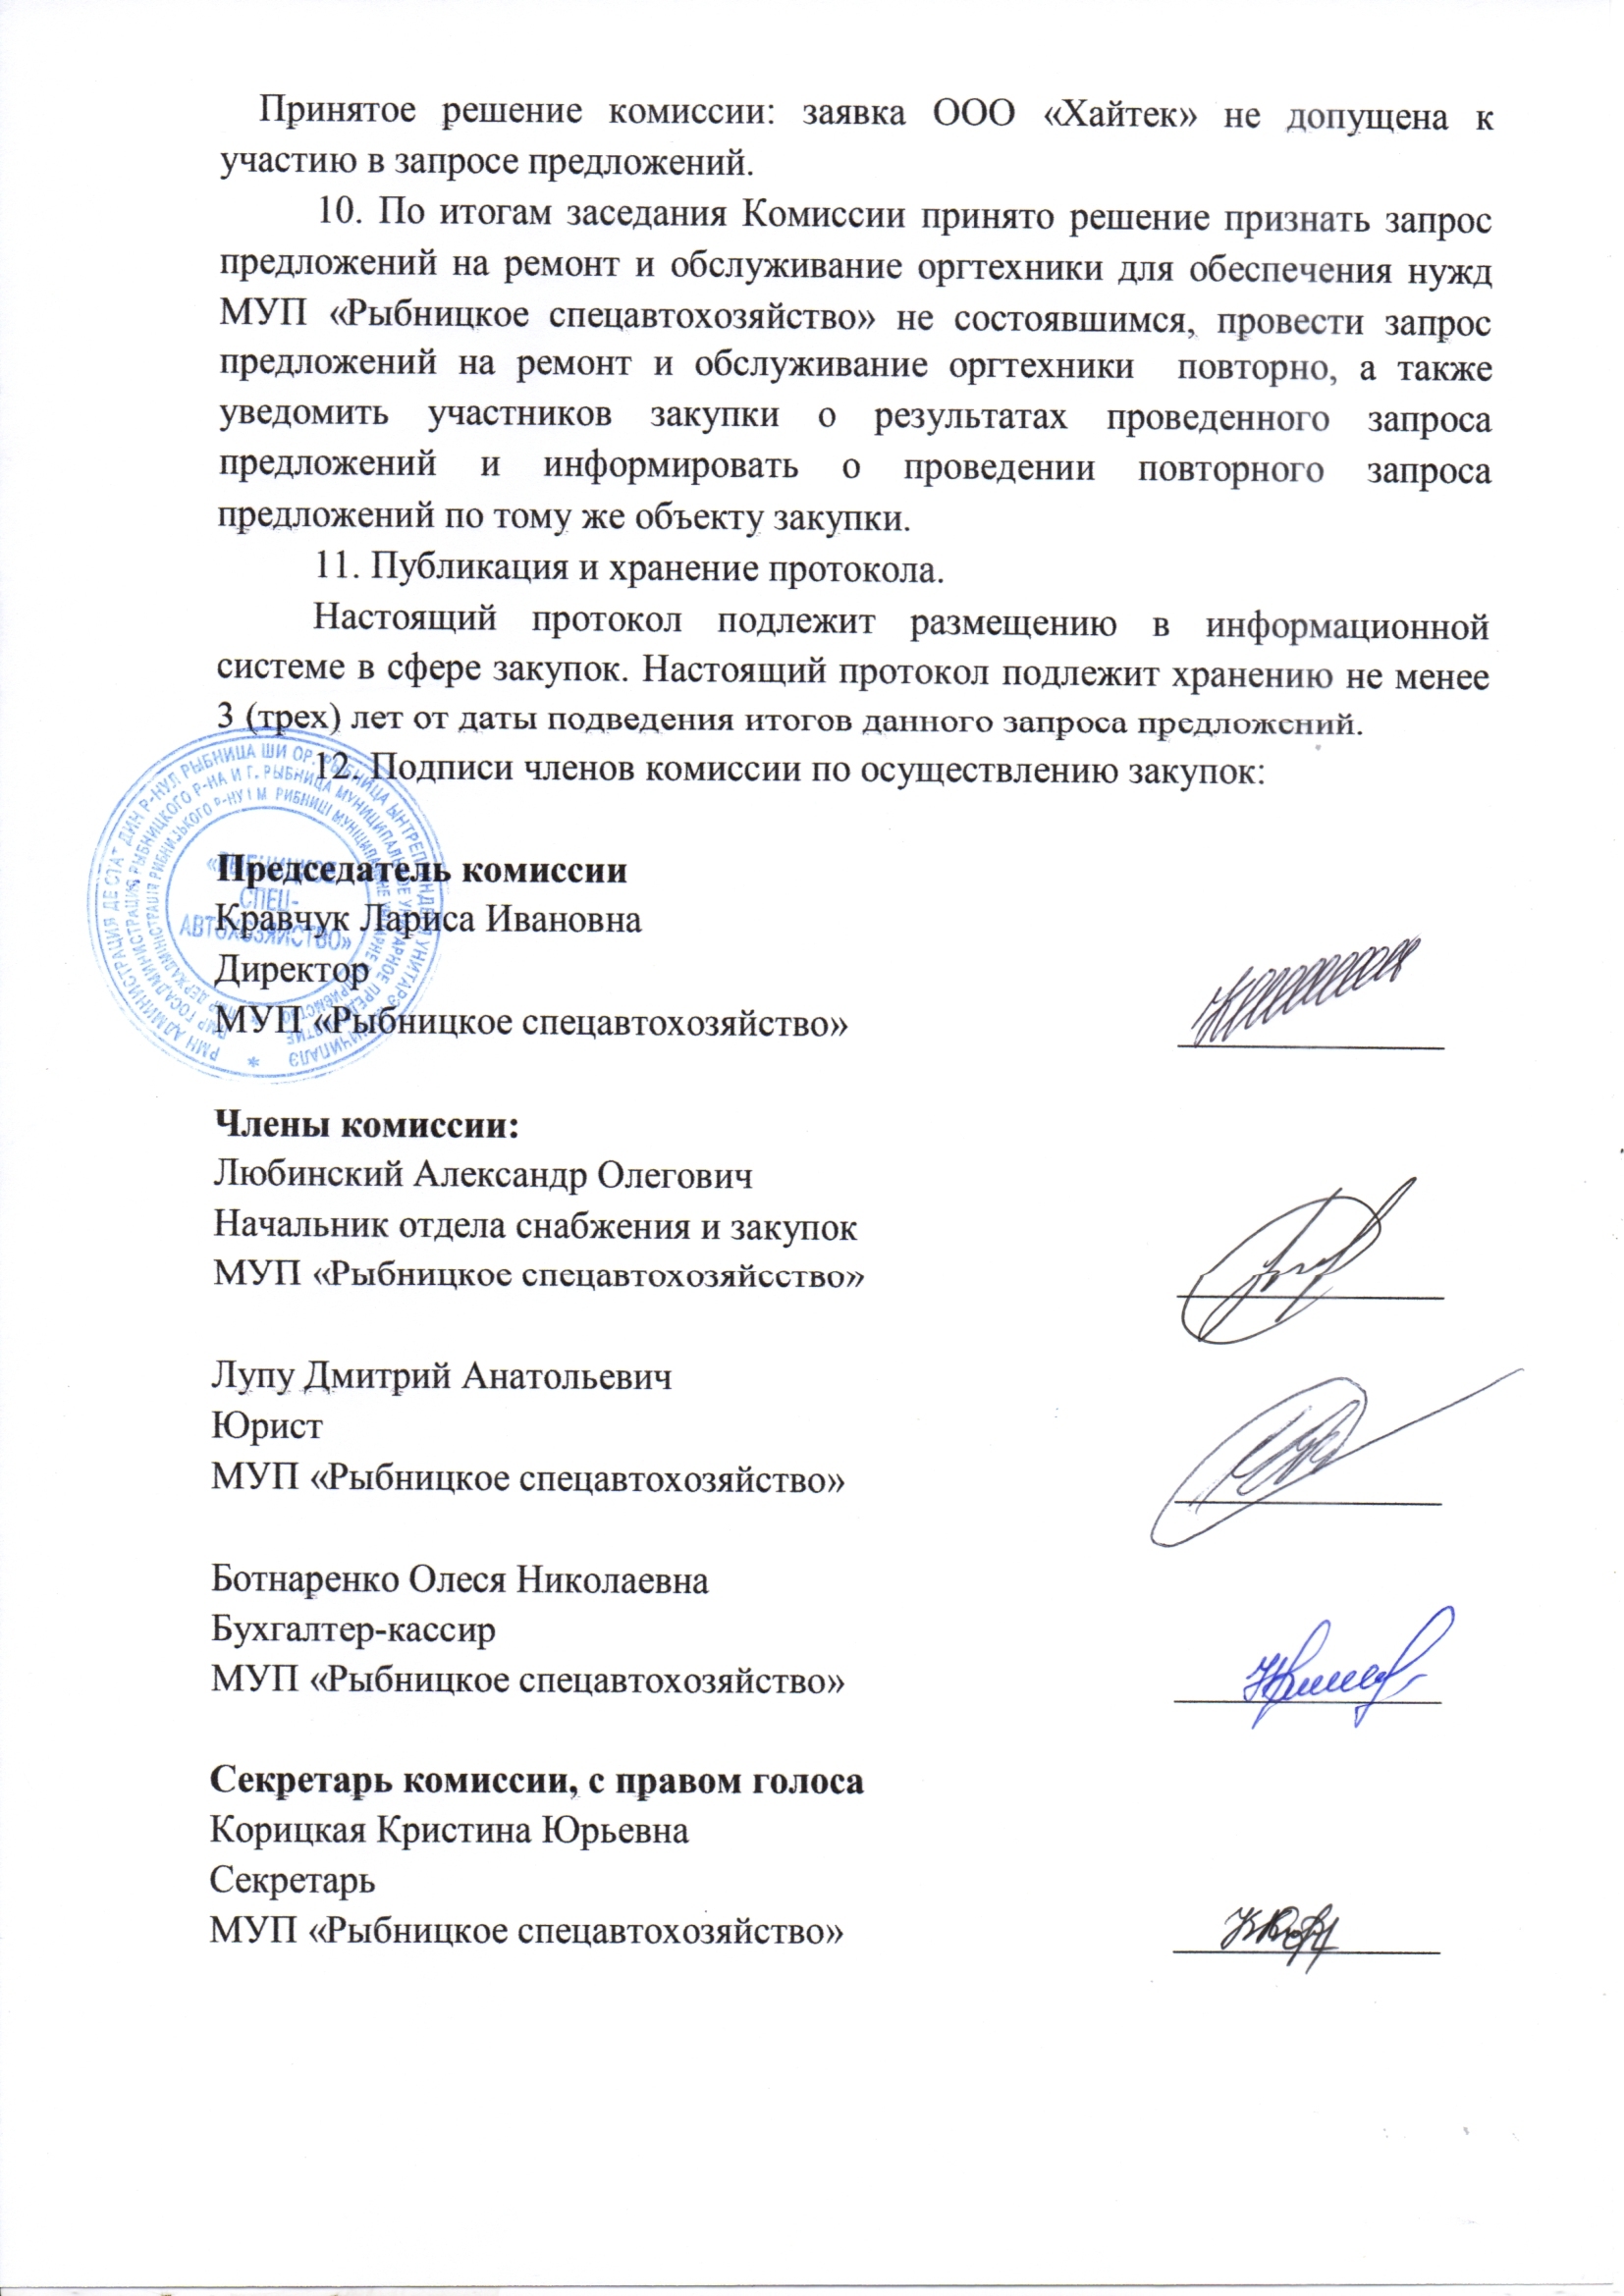 Принятое решение комиссии: заявка ООО «Хайтек» не допущена к
участию в запросе предложений.
10. По итогам заседания Комиссии принято решение признать запрос
предложений на ремонт и обслуживание оргтехники для обеспечения нужд
МУП «Рыбницкое спецавтохозяйство» не состоявшимся, провести запрос
предложений на ремонт и обслуживание оргтехники повторно, а также
уведомить участников закупки о результатах проведенного запроса
предложений и информировать о проведении повторного запроса
предложений по тому же объекту закупки.
11. Публикация и хранение протокола.
Настоящий протокол подлежит размещению в информационной
системе в сфере закупок. Настоящий протокол подлежит хранению не менее
3 (трех) лет от даты подведения итогов данного запроса предложений.
12. Подписи членов комиссии по осуществлению закупок:
«РЫБНИЦКОЕ
СПЕЦ-
АВТОХОЗЯЙСТВО»
Председатель комиссии
Кравчук Лариса Ивановна
Директор
МУП «Рыбницкое спецавтохозяйство»
Члены комиссии:
Любинский Александр Олегович
Начальник отдела снабжения и закупок
МУП «Рыбницкое спецавтохозяйсство»
Лупу Дмитрий Анатольевич
Юрист
МУП «Рыбницкое спецавтохозяйство»
Ботнаренко Олеся Николаевна
Бухгалтер-кассир
МУП «Рыбницкое спецавтохозяйство»
Секретарь комиссии, с правом голоса
Корицкая Кристина Юрьевна
Секретарь
МУП «Рыбницкое спецавтохозяйство»